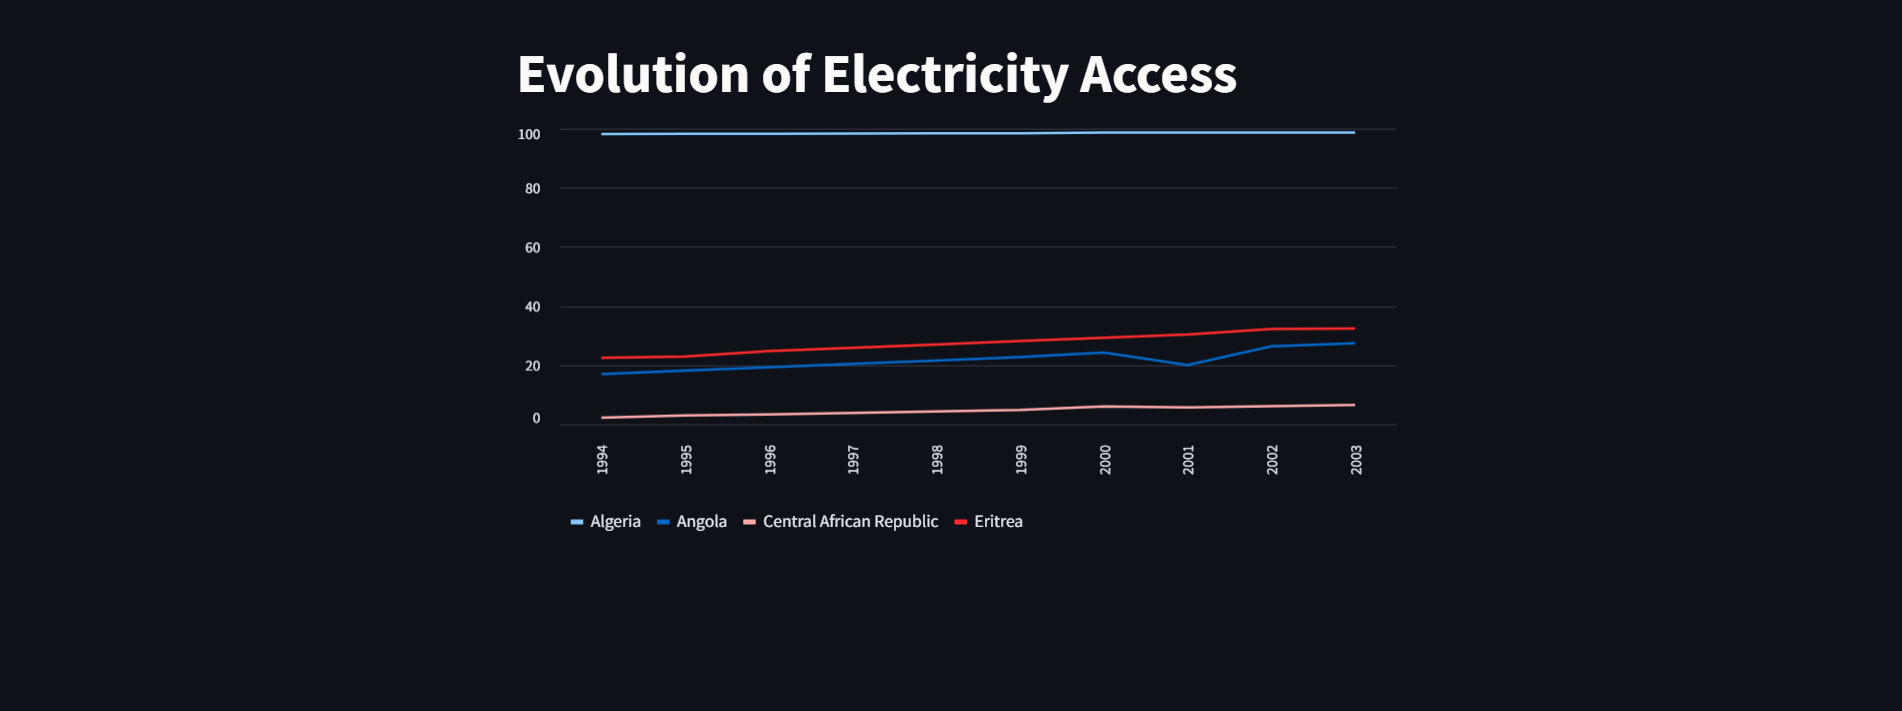 Evolution of Electricity Access
100
80
60
40
20
0
1994 1995 1996 1997 1998 1999 2000 2001 2002 2003
Algeria Angola Central African Republic Eritrea